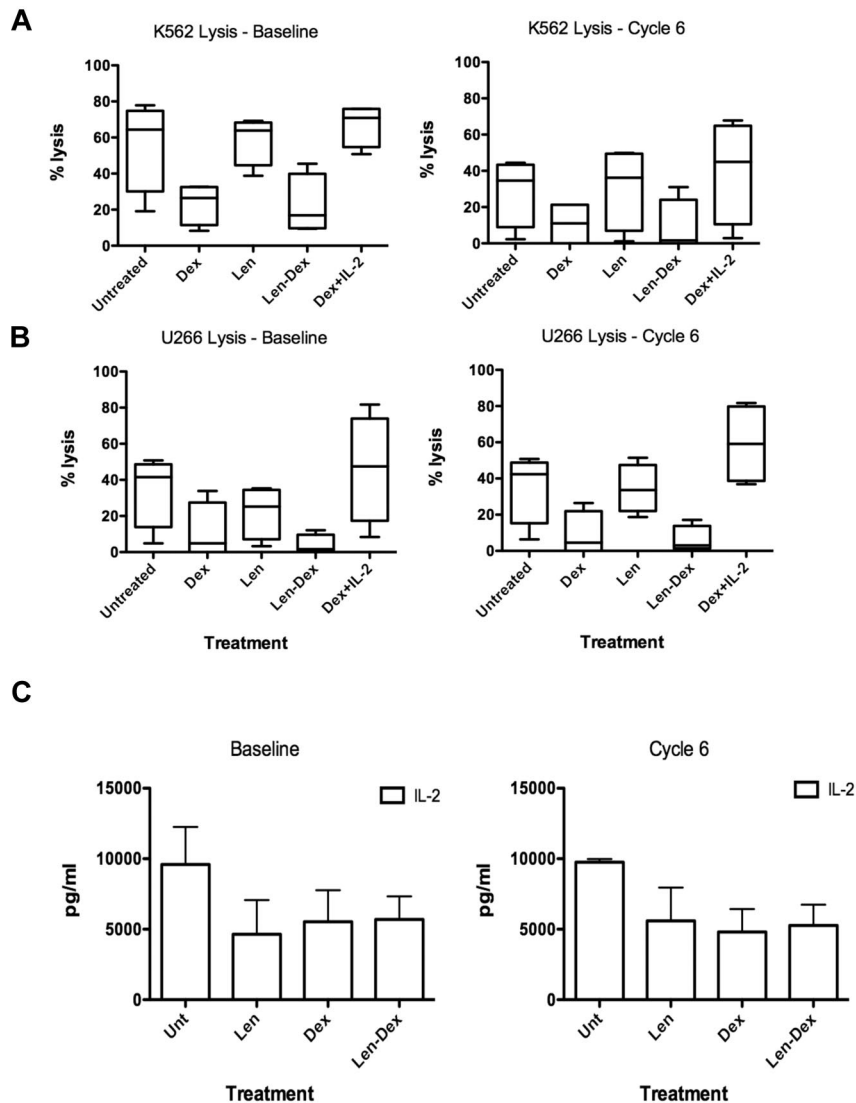 A
K562 Lysis - Baseline
% lysis
100
80
60
40
20
0
Untreated
Dex
Len
Len-Dex
Dex+IL-2
K562 Lysis - Cycle 6
% lysis
100
80
60
40
20
0
Untreated
Dex
Len
Len-Dex
Dex+IL-2
B
U266 Lysis - Baseline
% lysis
100
80
60
40
20
0
Untreated
Dex
Len
Len-Dex
Dex+IL-2
Treatment
U266 Lysis - Cycle 6
% lysis
100
80
60
40
20
0
Untreated
Dex
Len
Len-Dex
Dex+IL-2
Treatment
C
Baseline
IL-2
pg/ml
15000
10000
5000
0
Unt
Len
Dex
Len-Dex
Treatment
Cycle 6
IL-2
pg/ml
15000
10000
5000
0
Unt
Len
Dex
Len-Dex
Treatment